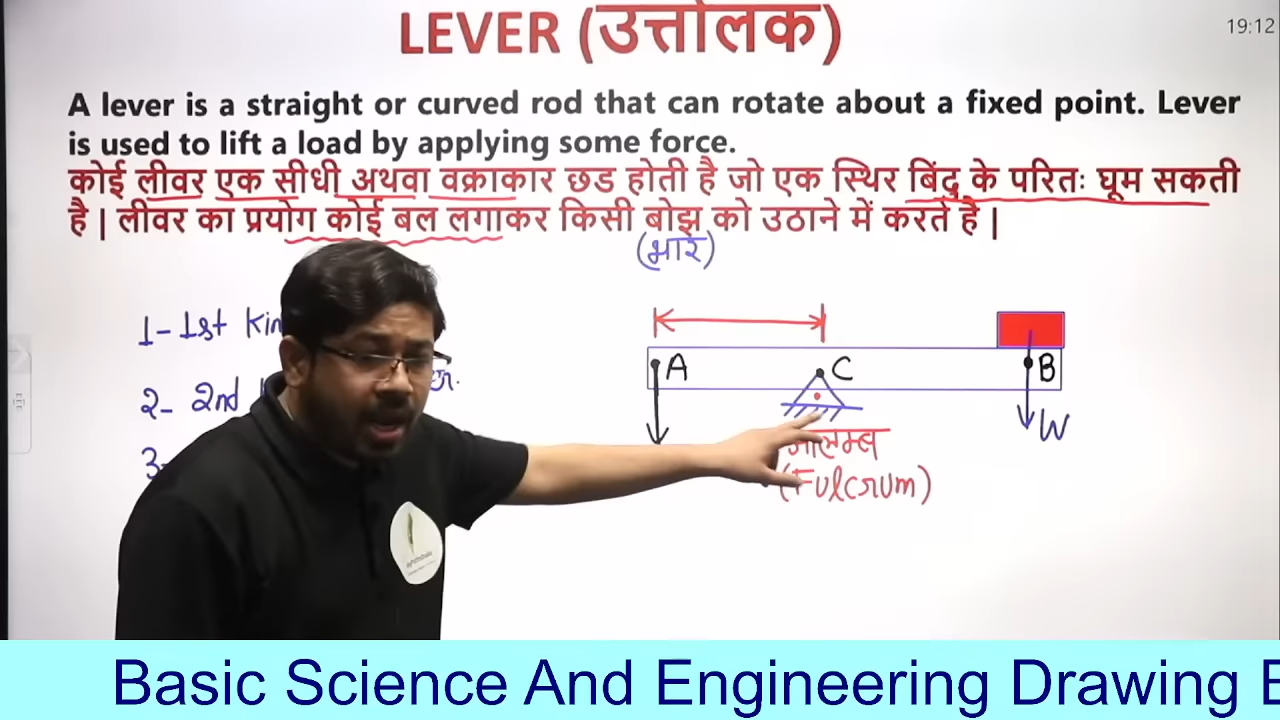 LEVER (उत्तोलक)
19:12
A lever is a straight or curved rod that can rotate about a fixed point. Lever
is used to lift a load by applying some force.
कोई लीवर एक सीधी अथवा वक्राकार छड होती है जो एक स्थिर बिंदु के परितः घूम सकती
है | लीवर का प्रयोग कोई बल लगाकर किसी बोझ को उठाने में करते है |
(भार)
1- 1st
A C B
2- 2nd
W
3-
(Fulcrum)
Basic Science And Engineering Drawing